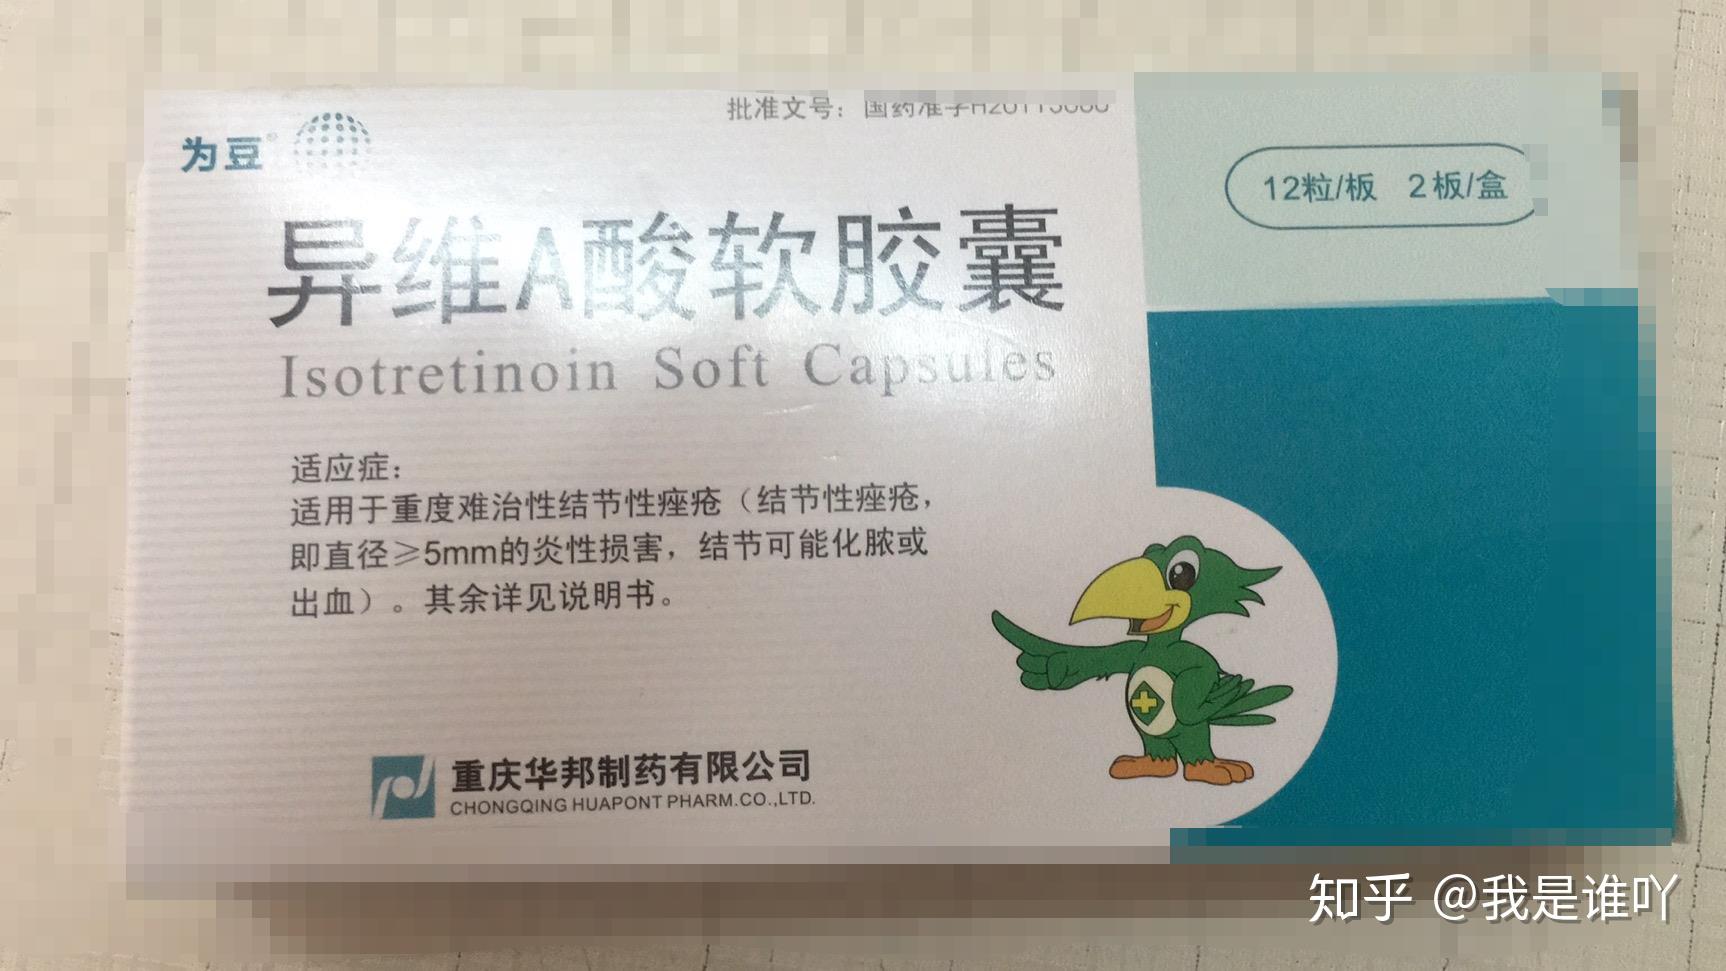 批准文号：国药准字
为豆®
12粒/板 2板/盒
异维A酸软胶囊
Isotretinoin Soft Capsules
适应症：
适用于重度难治性结节性痤疮（结节性痤疮，
即直径≥5mm的炎性损害，结节可能化脓或
出血）。其余详见说明书。
重庆华邦制药有限公司
CHONGQING HUAPONT PHARM.CO.,LTD.
知乎 @我是谁吖